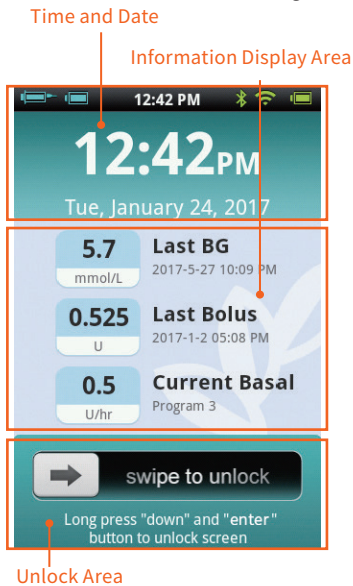 Time and Date
Information Display Area
12:42 PM
12:42PM
Tue, January 24, 2017
5.7
mmol/L
Last BG
2017-5-27 10:09 PM
0.525
U
Last Bolus
2017-1-2 05:08 PM
0.5
U/hr
Current Basal
Program 3
swipe to unlock
Long press "down" and "enter"
button to unlock screen
Unlock Area